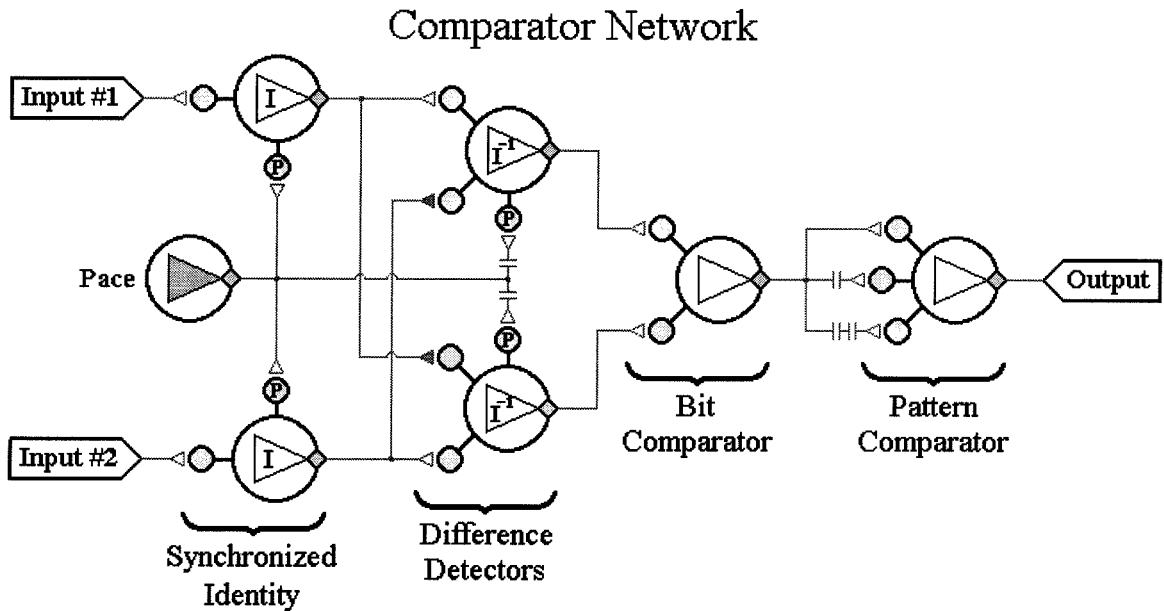 Comparator Network
Input #1
I
I⁻¹
P
P
Pace
Output
P
P
I⁻¹
Bit
Comparator
Pattern
Comparator
Input #2
I
Difference
Detectors
Synchronized
Identity